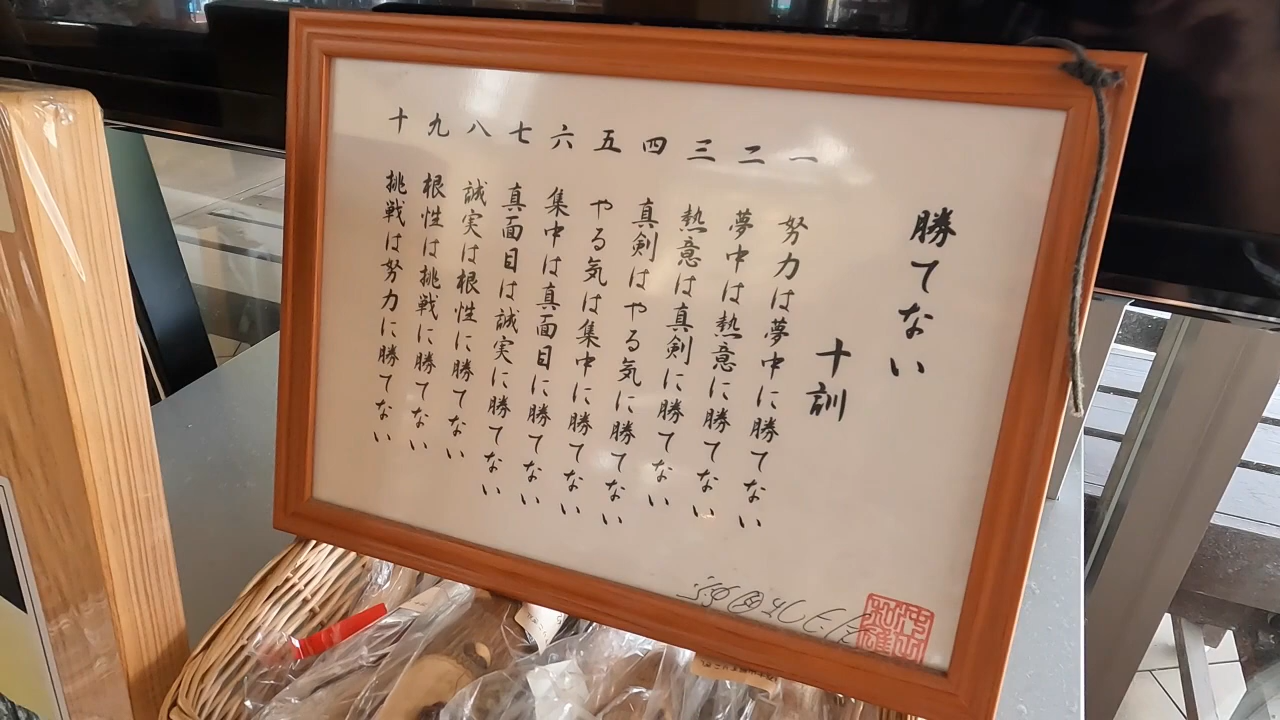 勝てない
十訓
一 努力は夢中に勝てない
二 夢中は熱意に勝てない
三 熱意は真剣に勝てない
四 真剣はやる気に勝てない
五 やる気は集中に勝てない
六 集中は真面目に勝てない
七 真面目は誠実に勝てない
八 誠実は根性に勝てない
九 根性は挑戦に勝てない
十 挑戦は努力に勝てない